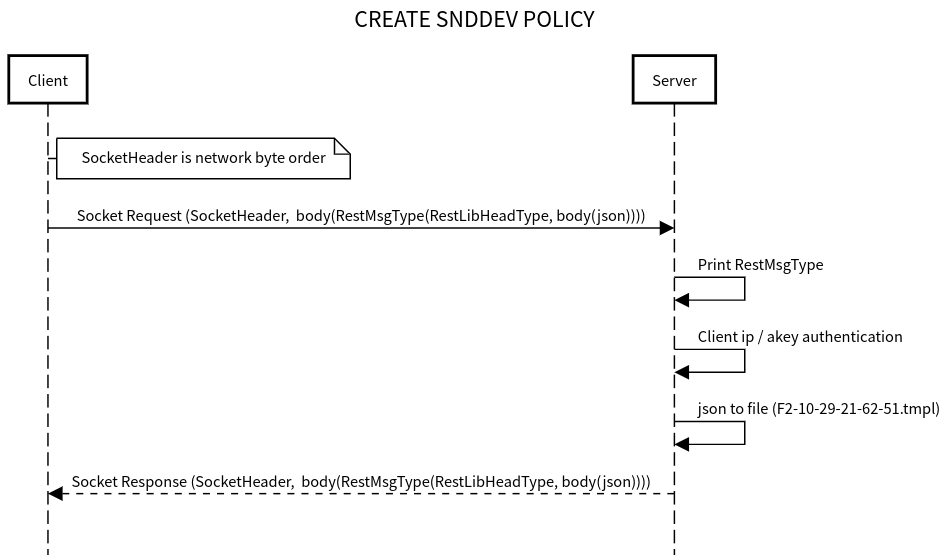 CREATE SNDDEV POLICY
Client
Server
SocketHeader is network byte order
Socket Request (SocketHeader,  body(RestMsgType(RestLibHeadType, body(json))))
Print RestMsgType
Client ip / akey authentication
json to file (F2-10-29-21-62-51.tmpl)
Socket Response (SocketHeader,  body(RestMsgType(RestLibHeadType, body(json))))